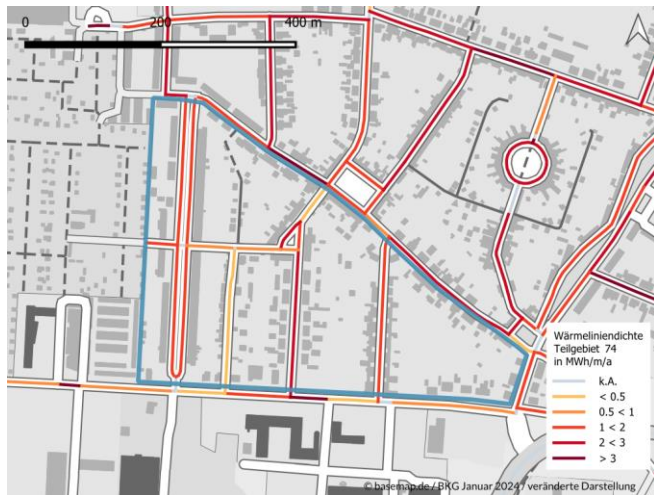 0 200 400 m
Wärmeliniendichte
Teilgebiet 74
in MWh/m/a
k.A.
< 0.5
0.5 < 1
1 < 2
2 < 3
> 3
© basemap.de / BKG Januar 2024 / veränderte Darstellung